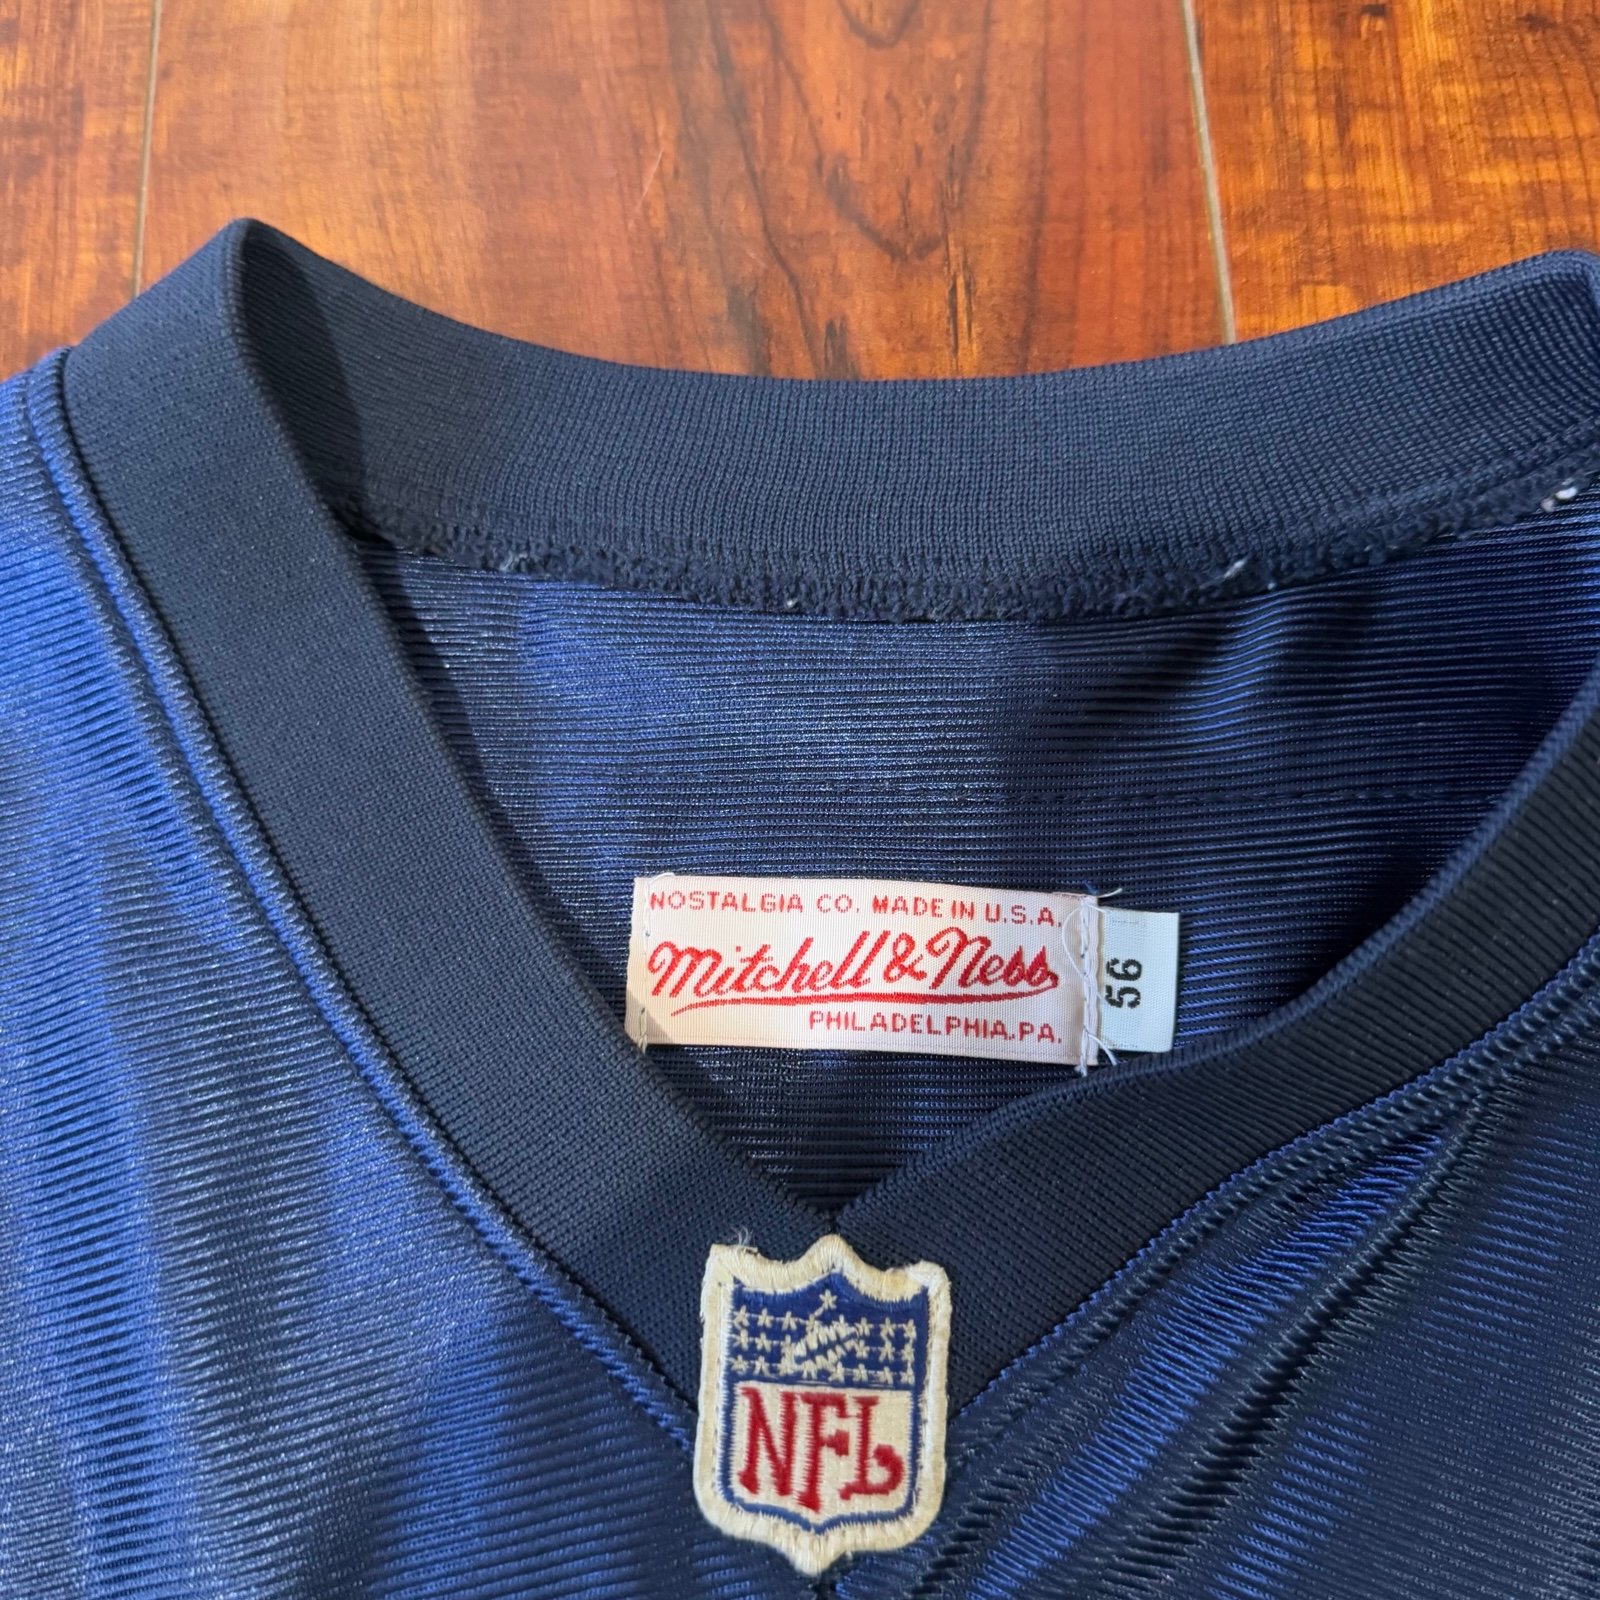 NOSTALGIA CO. MADE IN U.S.A.
Mitchell & Ness
PHILADELPHIA, PA.
56
NFL